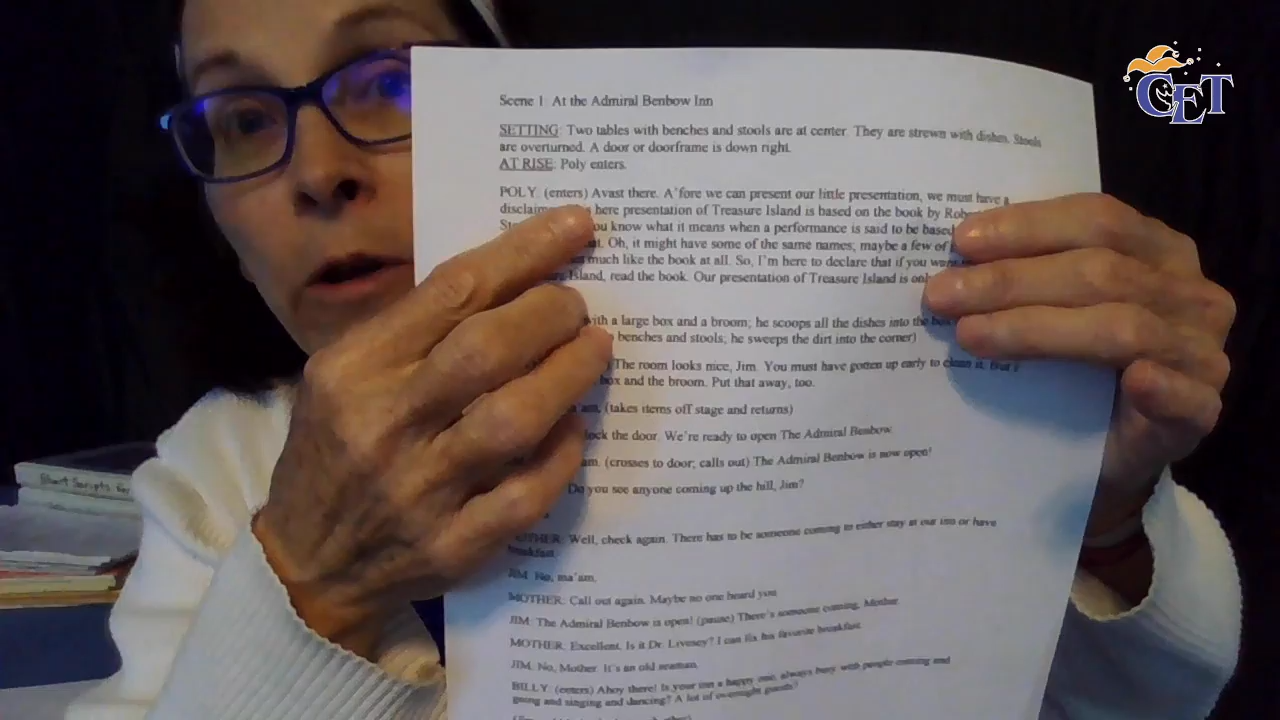 CET
Scene 1: At the Admiral Benbow Inn
SETTING: Two tables with benches and stools are at center. They are strewn with dishes. Stools
are overturned. A door or doorframe is down right.
AT RISE: Poly enters.
POLY: (enters) Avast there. A'fore we can present our little presentation, we must have a
here presentation of Treasure Island is based on the book by
know what it means when a performance is said to be based
Oh, it might have some of the same names; maybe a few of
much like the book at all. So, I'm here to declare that if you
Island, read the book. Our presentation of Treasure Island is
with a large box and a broom; he scoops all the dishes into the
benches and stools; he sweeps the dirt into the corner)
The room looks nice, Jim. You must have gotten up early to clean it. But I
box and the broom. Put that away, too.
(takes items off stage and returns)
the door. We're ready to open The Admiral Benbow.
(crosses to door; calls out) The Admiral Benbow is now open!
Do you see anyone coming up the hill, Jim?
MOTHER: Well, check again. There has to be someone coming to either stay at our inn or have
breakfast.
JIM: No, ma'am.
MOTHER: Call out again. Maybe no one heard you.
JIM: The Admiral Benbow is open! (pause) There's someone coming, Mother.
MOTHER: Excellent. Is it Dr. Livesey? I can fix his favorite breakfast.
JIM: No, Mother. It's an old seaman.
BILLY: (enters) Ahoy there! Is your inn a happy one, always busy with people coming and
going and singing and dancing? A lot of overnight guests?
Short Scripts for